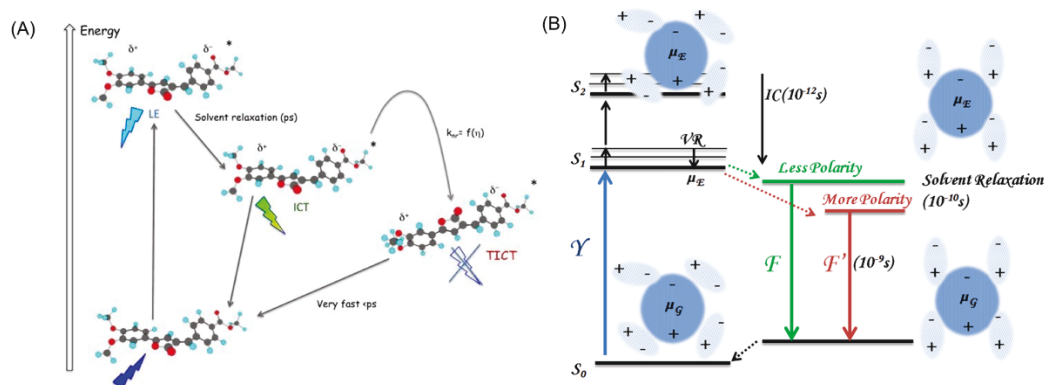 (A)
Energy
δ⁺
δ⁻
*
LE
Solvent relaxation (ps)
δ⁺
δ⁻
*
kₙᵣ= f(η)
ICT
δ⁺
δ⁻
*
TICT
Very fast <ps
(B)
+ - + -
- μE +
+ - + -
S₂
IC(10⁻¹²s)
- -
+ - +
μE
- + -
+ +
S₁
VR
μE
Less Polarity
More Polarity
Solvent Relaxation
(10⁻¹⁰s)
γ
F
F' (10⁻⁹s)
+ - + -
- μG +
+ - + -
- -
+ - +
μG
- + -
+ +
S₀